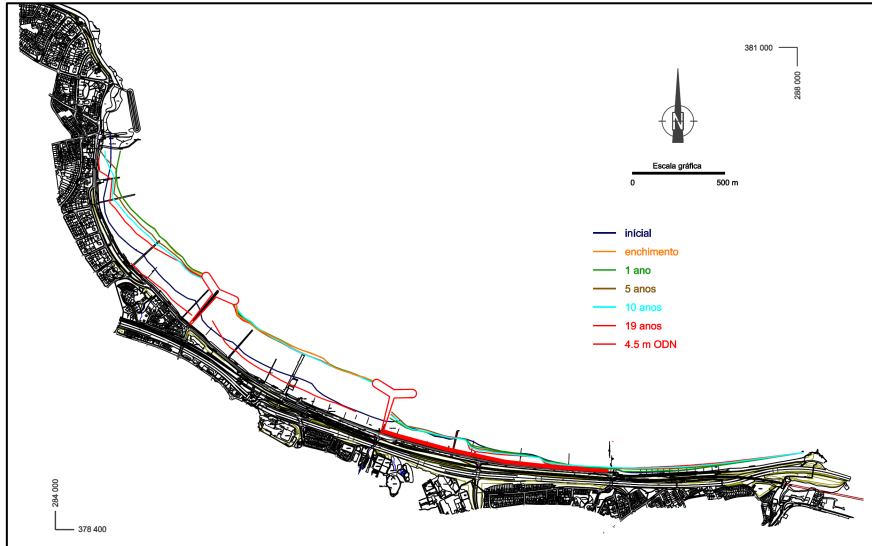 381 000
288 000
Escala gráfica
0 500 m
inícial
enchimento
1 ano
5 anos
10 anos
19 anos
4.5 m ODN
284 000
378 400